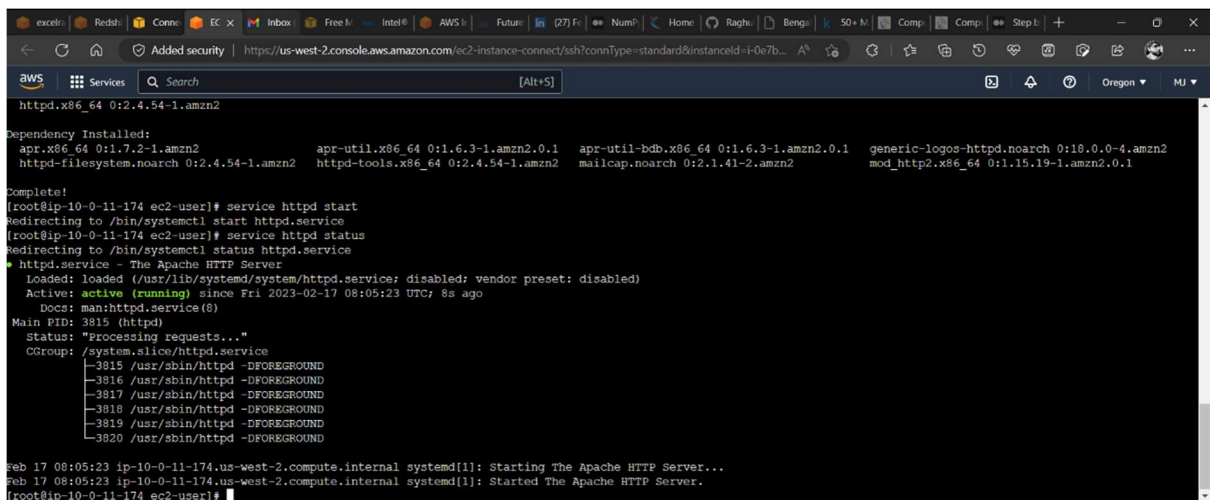 excelra Redshi Conne EC Inbox Free M Intel® AWS Ir Future (27) Fe NumP Home Raghu Bengal 50+ M Compu Compu Step b
Added security https://us-west-2.console.aws.amazon.com/ec2-instance-connect/ssh?connType=standard&instanceId=i-0e7b...
aws Services Search [Alt+S] Oregon MJ
httpd.x86_64 0:2.4.54-1.amzn2
Dependency Installed:
apr.x86_64 0:1.7.2-1.amzn2 apr-util.x86_64 0:1.6.3-1.amzn2.0.1 apr-util-bdb.x86_64 0:1.6.3-1.amzn2.0.1 generic-logos-httpd.noarch 0:18.0.0-4.amzn2
httpd-filesystem.noarch 0:2.4.54-1.amzn2 httpd-tools.x86_64 0:2.4.54-1.amzn2 mailcap.noarch 0:2.1.41-2.amzn2 mod_http2.x86_64 0:1.15.19-1.amzn2.0.1
Complete!
[root@ip-10-0-11-174 ec2-user]# service httpd start
Redirecting to /bin/systemctl start httpd.service
[root@ip-10-0-11-174 ec2-user]# service httpd status
Redirecting to /bin/systemctl status httpd.service
● httpd.service - The Apache HTTP Server
Loaded: loaded (/usr/lib/systemd/system/httpd.service; disabled; vendor preset: disabled)
Active: active (running) since Fri 2023-02-17 08:05:23 UTC; 8s ago
Docs: man:httpd.service(8)
Main PID: 3815 (httpd)
Status: "Processing requests..."
CGroup: /system.slice/httpd.service
├─3815 /usr/sbin/httpd -DFOREGROUND
├─3816 /usr/sbin/httpd -DFOREGROUND
├─3817 /usr/sbin/httpd -DFOREGROUND
├─3818 /usr/sbin/httpd -DFOREGROUND
├─3819 /usr/sbin/httpd -DFOREGROUND
└─3820 /usr/sbin/httpd -DFOREGROUND
Feb 17 08:05:23 ip-10-0-11-174.us-west-2.compute.internal systemd[1]: Starting The Apache HTTP Server...
Feb 17 08:05:23 ip-10-0-11-174.us-west-2.compute.internal systemd[1]: Started The Apache HTTP Server.
[root@ip-10-0-11-174 ec2-user]#